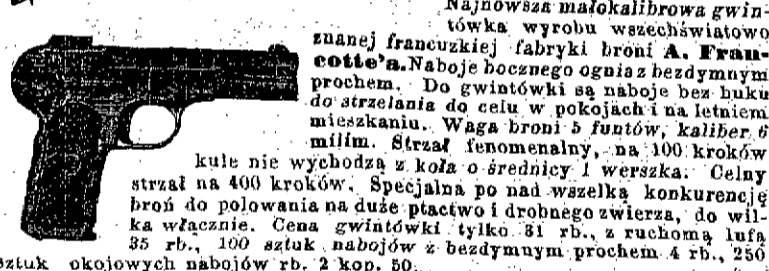 Najnowsza małokalibrowa gwin-
tówka wyrobu wszechświatowo
znanej francuzkiej fabryki broni A. Fran-
cotte'a. Naboje bocznego ognia z bezdymnym
prochem. Do gwintówki są naboje bez huku
do strzelania do celu w pokojach i na letniem
mieszkaniu. Waga broni 5 funtów, kaliber 6
milim. Strzał fenomenalny, na 100 kroków
kule nie wychodzą z koła o średnicy 1 werszka. Celny
strzał na 400 kroków. Specjalna po nad wszelką konkurencję
broń do polowania na duże ptactwo i drobnego zwierza, do wil-
ka włącznie. Cena gwintówki tylko 31 rb., z ruchomą lufą
35 rb., 100 sztuk nabojów z bezdymnym prochem 4 rb., 250
sztuk okojowych nabojów rb. 2 kop. 50.